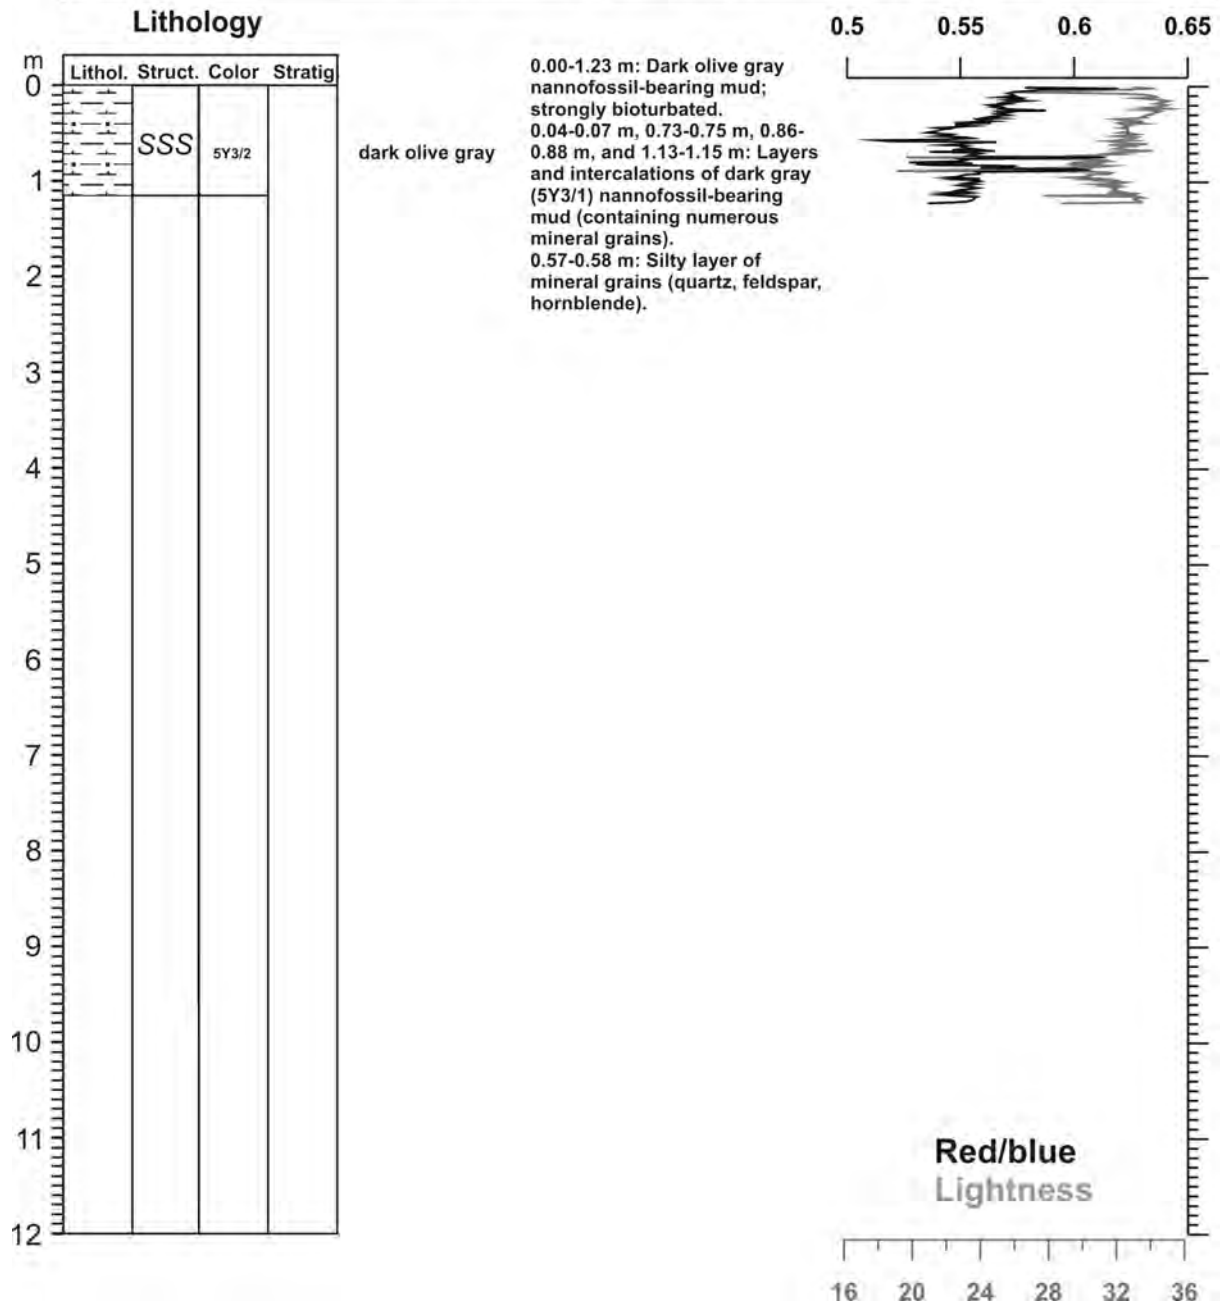 Lithology
0.5 0.55 0.6 0.65
m
Lithol. Struct. Color Stratig
0
1
2
3
4
5
6
7
8
9
10
11
12
SSS
5Y3/2
dark olive gray
0.00-1.23 m: Dark olive gray
nannofossil-bearing mud;
strongly bioturbated.
0.04-0.07 m, 0.73-0.75 m, 0.86-
0.88 m, and 1.13-1.15 m: Layers
and intercalations of dark gray
(5Y3/1) nannofossil-bearing
mud (containing numerous
mineral grains).
0.57-0.58 m: Silty layer of
mineral grains (quartz, feldspar,
hornblende).
Red/blue
Lightness
16 20 24 28 32 36